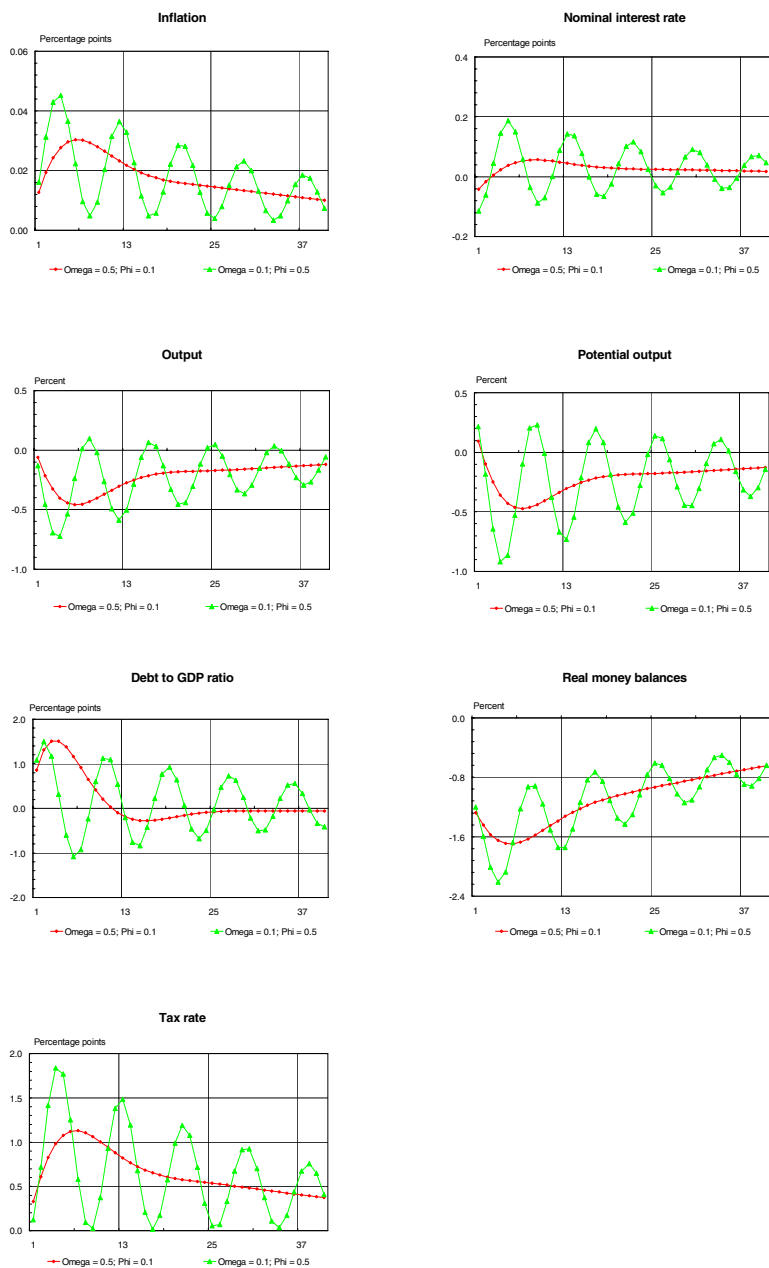 Inflation
Percentage points
0.06
0.04
0.02
0.00
1 13 25 37
Omega = 0.5; Phi = 0.1 Omega = 0.1; Phi = 0.5
Nominal interest rate
Percentage points
0.4
0.2
0.0
-0.2
1 13 25 37
Omega = 0.5; Phi = 0.1 Omega = 0.1; Phi = 0.5
Output
Percent
0.5
0.0
-0.5
-1.0
1 13 25 37
Omega = 0.5; Phi = 0.1 Omega = 0.1; Phi = 0.5
Potential output
Percent
0.5
0.0
-0.5
-1.0
1 13 25 37
Omega = 0.5; Phi = 0.1 Omega = 0.1; Phi = 0.5
Debt to GDP ratio
Percentage points
2.0
1.0
0.0
-1.0
-2.0
1 13 25 37
Omega = 0.5; Phi = 0.1 Omega = 0.1; Phi = 0.5
Real money balances
Percent
0.0
-0.8
-1.6
-2.4
1 13 25 37
Omega = 0.5; Phi = 0.1 Omega = 0.1; Phi = 0.5
Tax rate
Percentage points
2.0
1.5
1.0
0.5
0.0
1 13 25 37
Omega = 0.5; Phi = 0.1 Omega = 0.1; Phi = 0.5